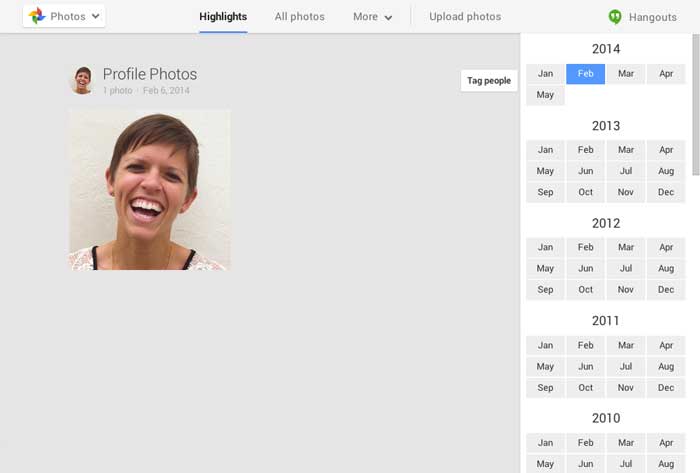 Photos Highlights All photos More Upload photos Hangouts
Profile Photos
1 photo · Feb 6, 2014
Tag people
2014
Jan Feb Mar Apr
May
2013
Jan Feb Mar Apr
May Jun Jul Aug
Sep Oct Nov Dec
2012
Jan Feb Mar Apr
May Jun Jul Aug
Sep Oct Nov Dec
2011
Jan Feb Mar Apr
May Jun Jul Aug
Sep Oct Nov Dec
2010
Jan Feb Mar Apr
May Jun Jul Aug